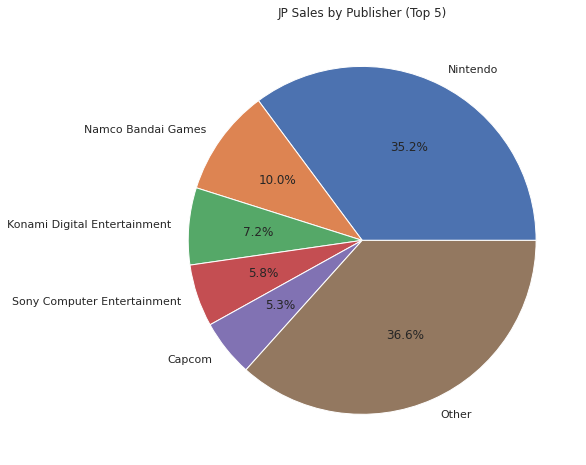 JP Sales by Publisher (Top 5)
Nintendo
35.2%
Namco Bandai Games
10.0%
Konami Digital Entertainment
7.2%
Sony Computer Entertainment
5.8%
Capcom
5.3%
Other
36.6%